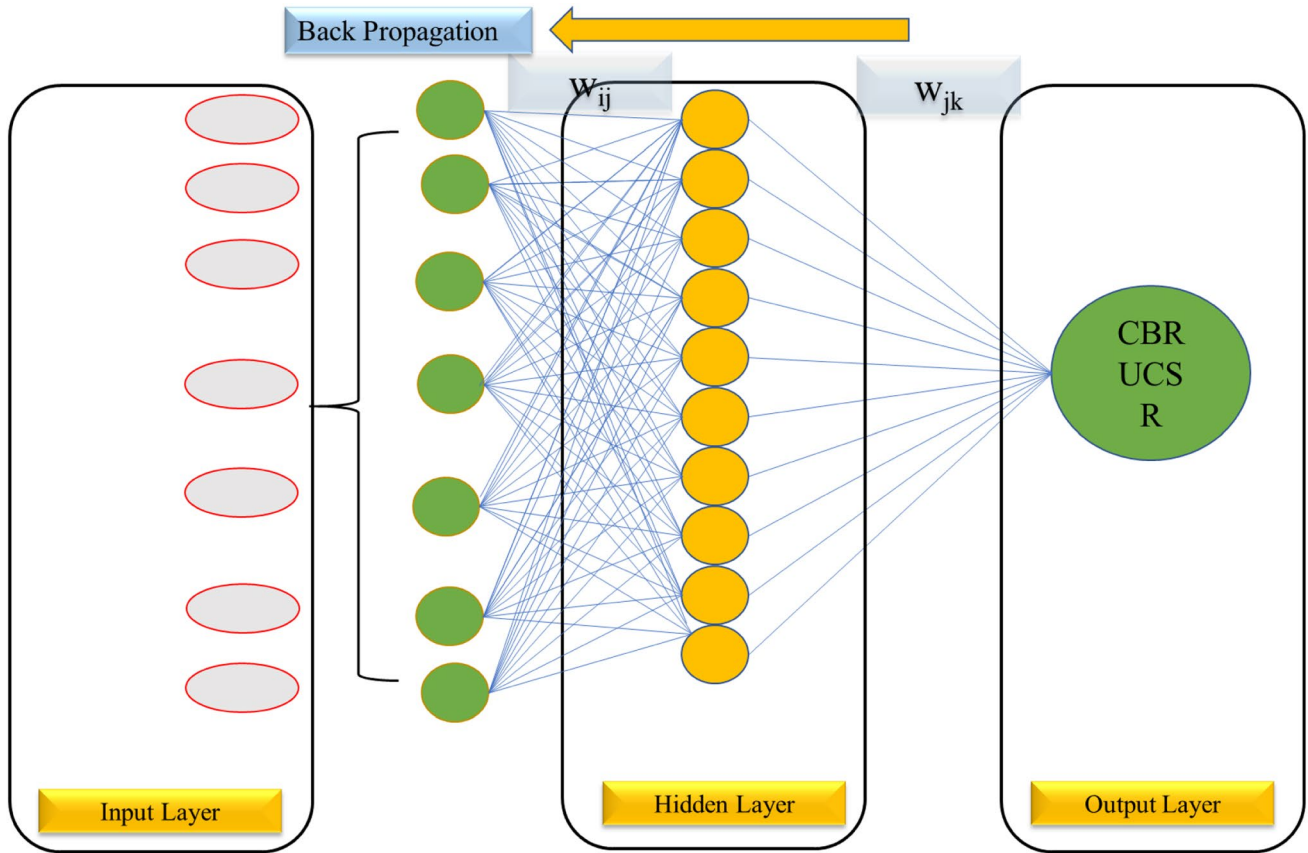 Back Propagation
wij
wjk
CBR
UCS
R
Input Layer
Hidden Layer
Output Layer